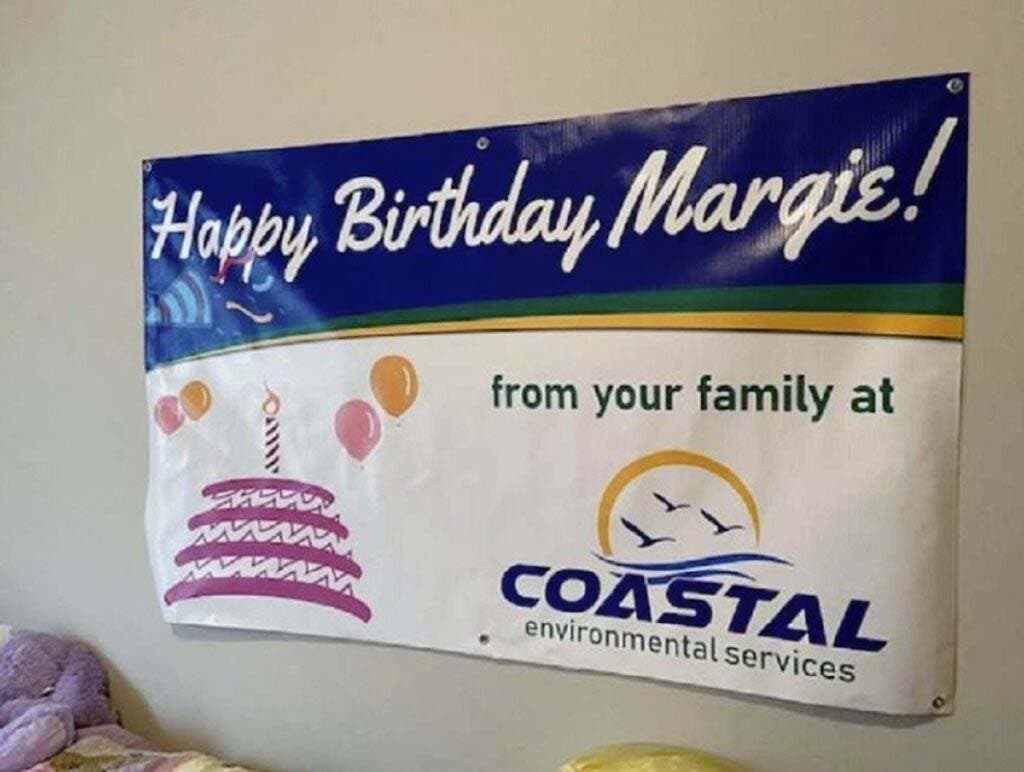 Happy Birthday Margie!
from your family at
COASTAL
environmental services